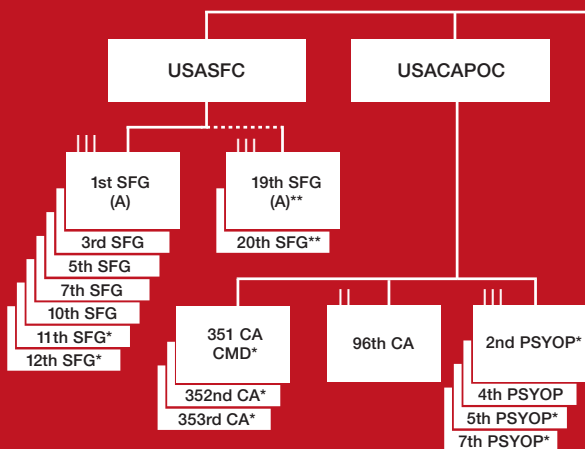 USASFC
USACAPOC
1st SFG
(A)
3rd SFG
5th SFG
7th SFG
10th SFG
11th SFG*
12th SFG*
19th SFG
(A)**
20th SFG**
351 CA
CMD*
352nd CA*
353rd CA*
96th CA
2nd PSYOP*
4th PSYOP
5th PSYOP*
7th PSYOP*